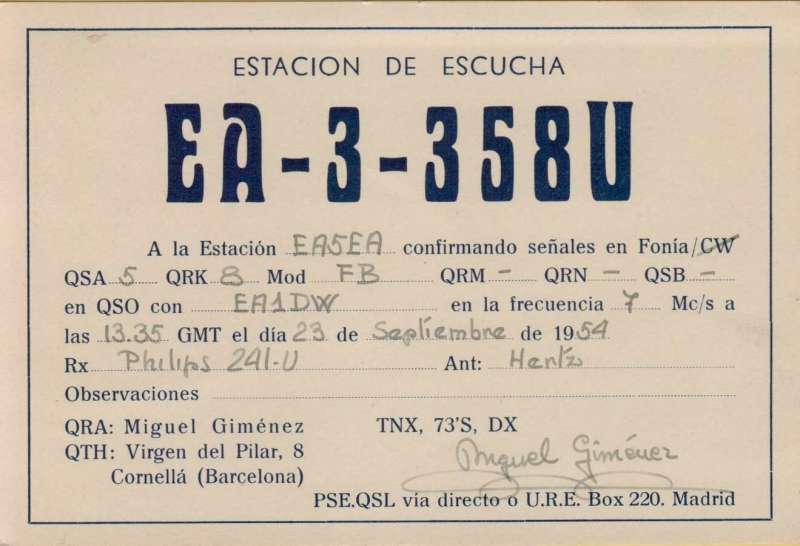 ESTACION DE ESCUCHA
EA-3-358U
A la Estación EA5EA confirmando señales en Fonía/CW
QSA 5 QRK 8 Mod FB QRM - QRN - QSB -
en QSO con EA1DW en la frecuencia 7 Mc/s a
las 13.35 GMT el día 23 de Septiembre de 1954
Rx Philips 241-U Ant: Hertz
Observaciones
QRA: Miguel Giménez TNX, 73'S, DX
QTH: Virgen del Pilar, 8
Miguel Giménez
Cornellá (Barcelona)
PSE.QSL vía directo o U.R.E. Box 220. Madrid